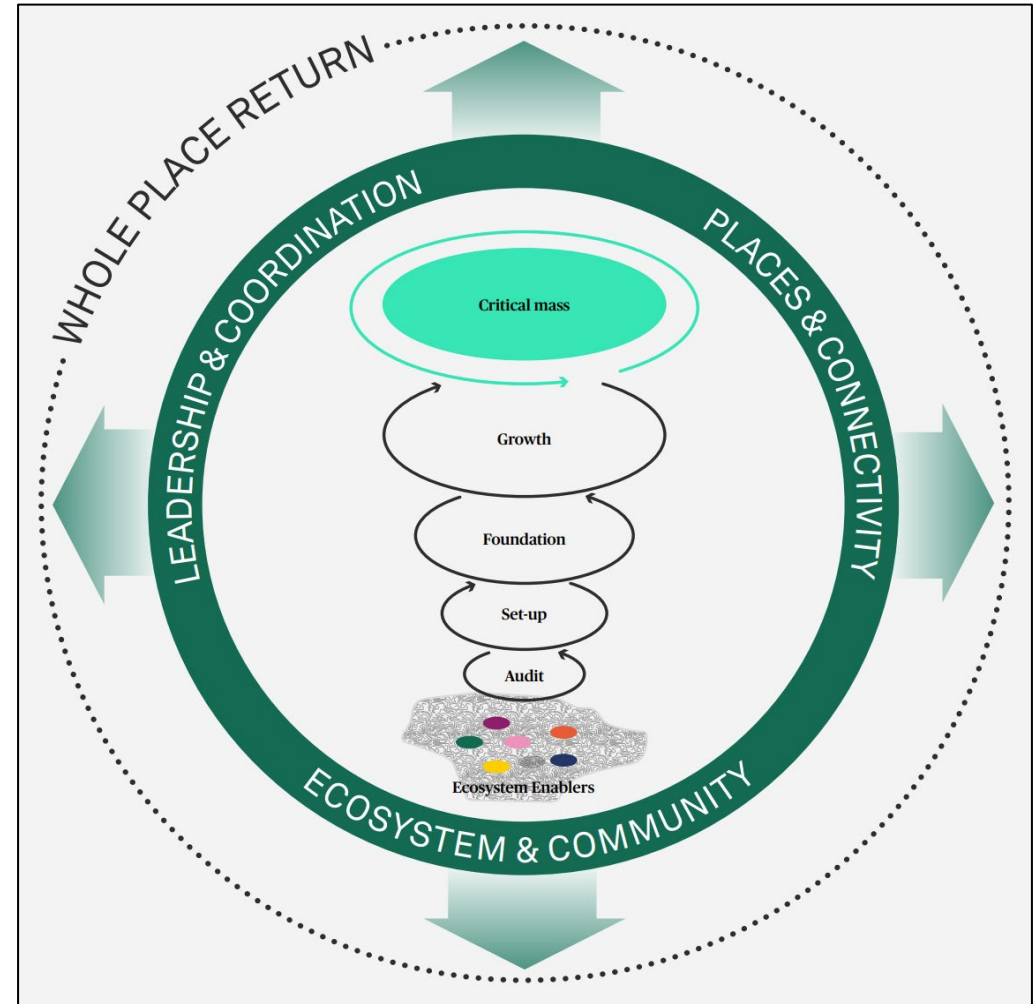 WHOLE PLACE RETURN
LEADERSHIP & COORDINATION
PLACES & CONNECTIVITY
Critical mass
Growth
Foundation
Set-up
Audit
Ecosystem Enablers
ECOSYSTEM & COMMUNITY